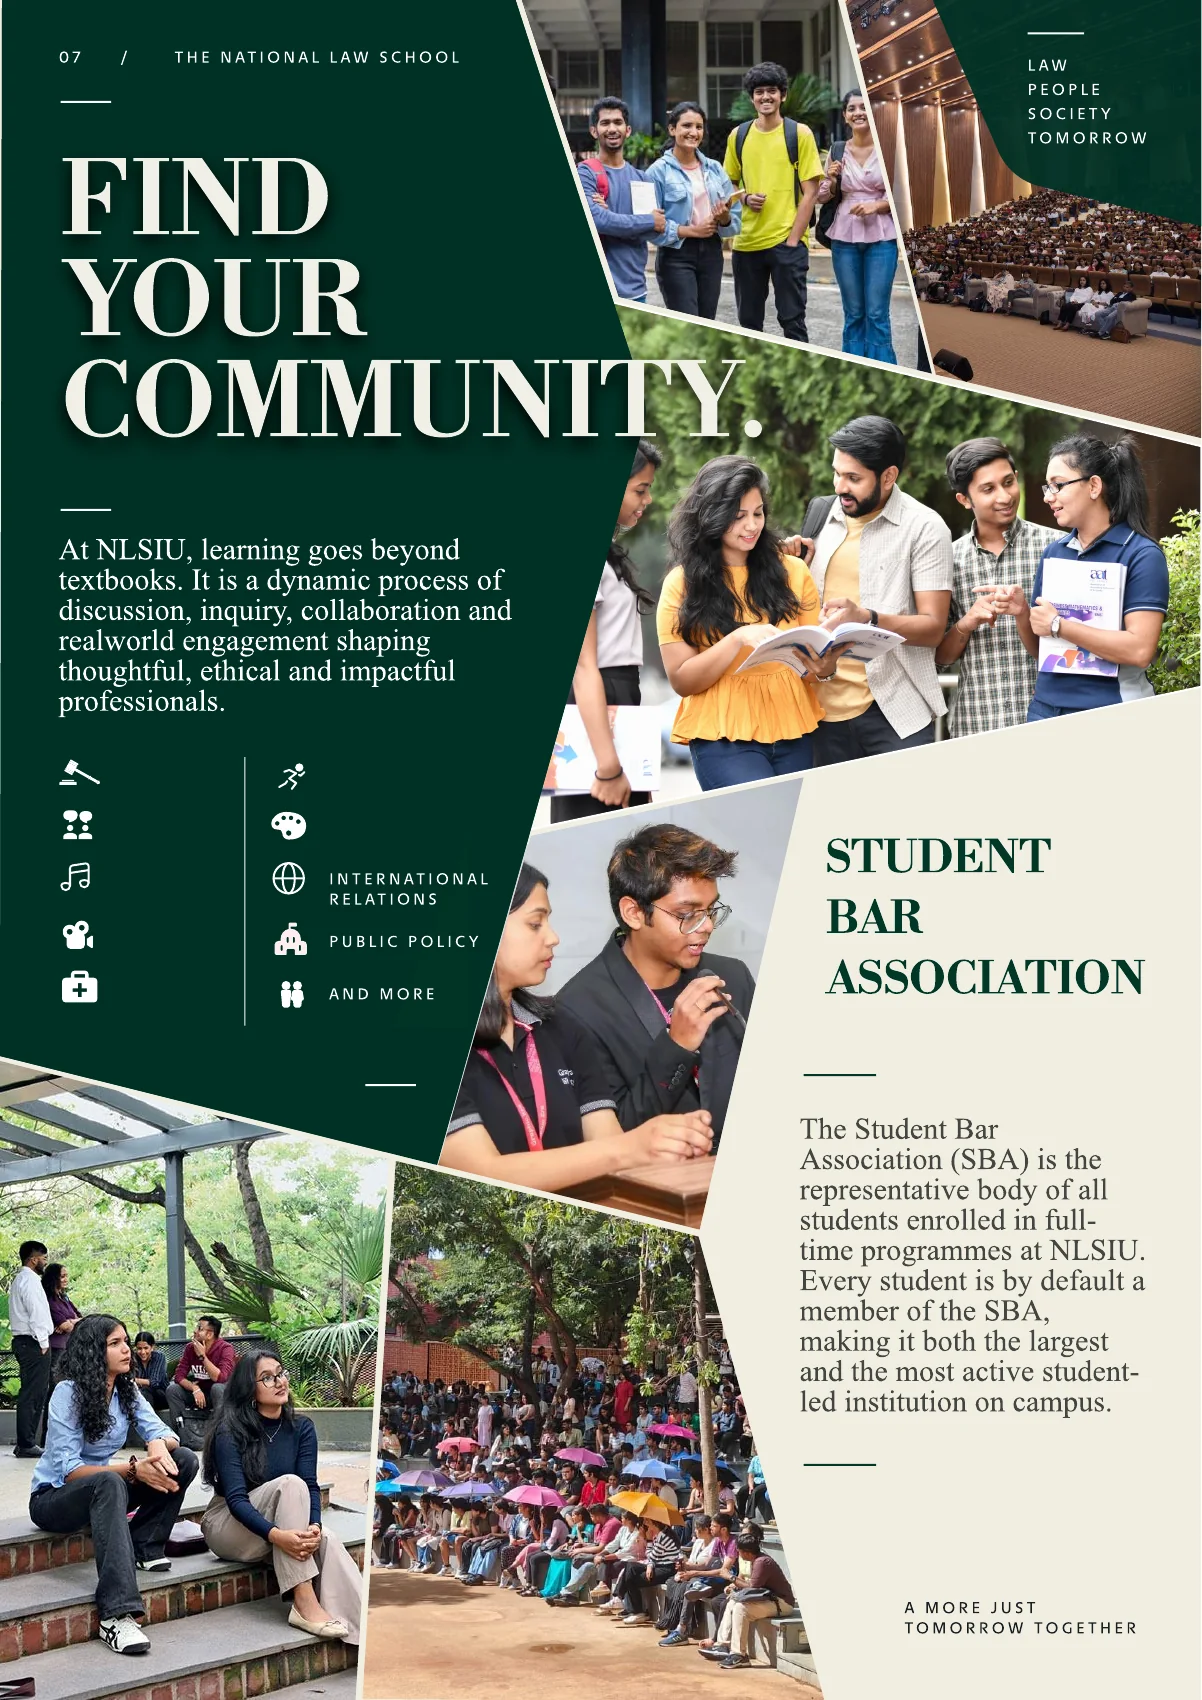 07 / THE NATIONAL LAW SCHOOL
LAW
PEOPLE
SOCIETY
TOMORROW
FIND
YOUR
COMMUNITY.
At NLSIU, learning goes beyond
textbooks. It is a dynamic process of
discussion, inquiry, collaboration and
realworld engagement shaping
thoughtful, ethical and impactful
professionals.
INTERNATIONAL
RELATIONS
PUBLIC POLICY
AND MORE
STUDENT
BAR
ASSOCIATION
The Student Bar
Association (SBA) is the
representative body of all
students enrolled in full-
time programmes at NLSIU.
Every student is by default a
member of the SBA,
making it both the largest
and the most active student-
led institution on campus.
A MORE JUST
TOMORROW TOGETHER